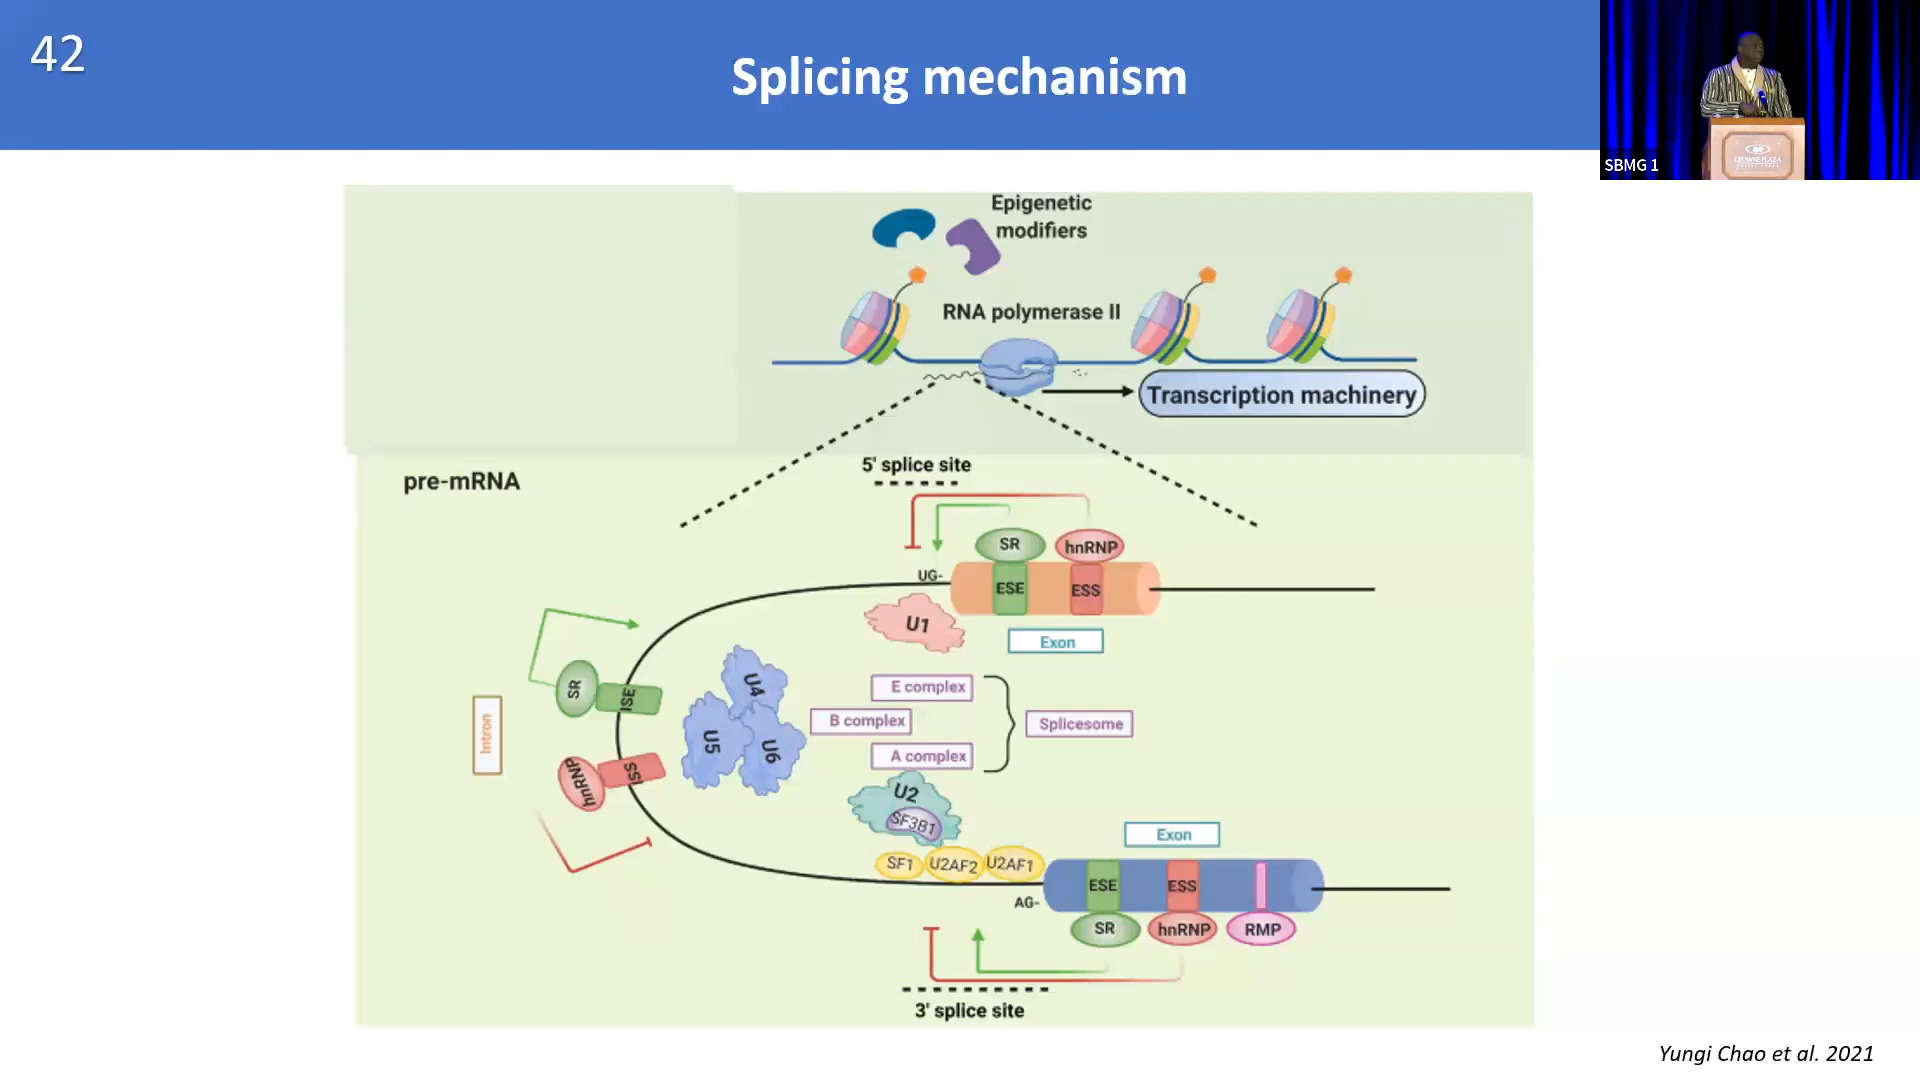 42
Splicing mechanism
SBMG 1
CROWNE PLAZA
Epigenetic
modifiers
RNA polymerase II
Transcription machinery
pre-mRNA
5' splice site
SR
hnRNP
UG-
ESE
ESS
U1
Exon
SR
ISE
U4
U5
U6
E complex
B complex
Splicesome
A complex
Intron
hnRNP
ISS
U2
SF3B1
Exon
SF1
U2AF2
U2AF1
ESE
ESS
AG-
SR
hnRNP
RMP
3' splice site
Yungi Chao et al. 2021